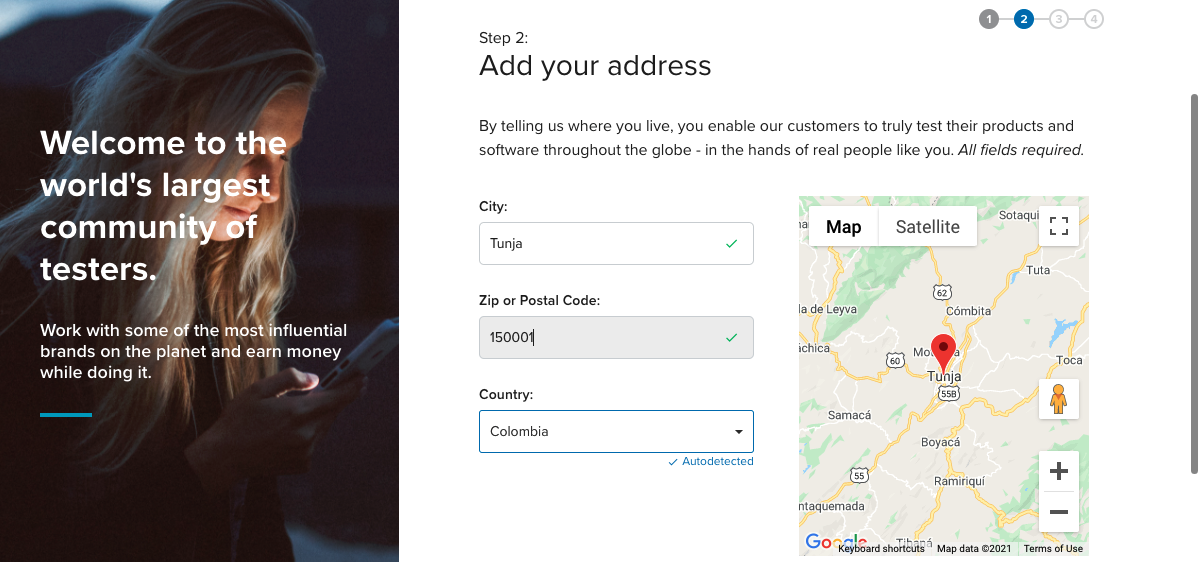 Welcome to the
world's largest
community of
testers.
Work with some of the most influential
brands on the planet and earn money
while doing it.
1 2 3 4
Step 2:
Add your address
By telling us where you live, you enable our customers to truly test their products and
software throughout the globe - in the hands of real people like you. All fields required.
City:
Tunja
Zip or Postal Code:
150001
Country:
Colombia
Autodetected
Map Satellite
Sotaqui
Tuta
62
la de Leyva
Cómbita
áchica
60
Toca
Tunja
55B
Samacá
Boyacá
55
Ramiriquí
ntaquemada
Tibaná
Google
Keyboard shortcuts Map data ©2021 Terms of Use